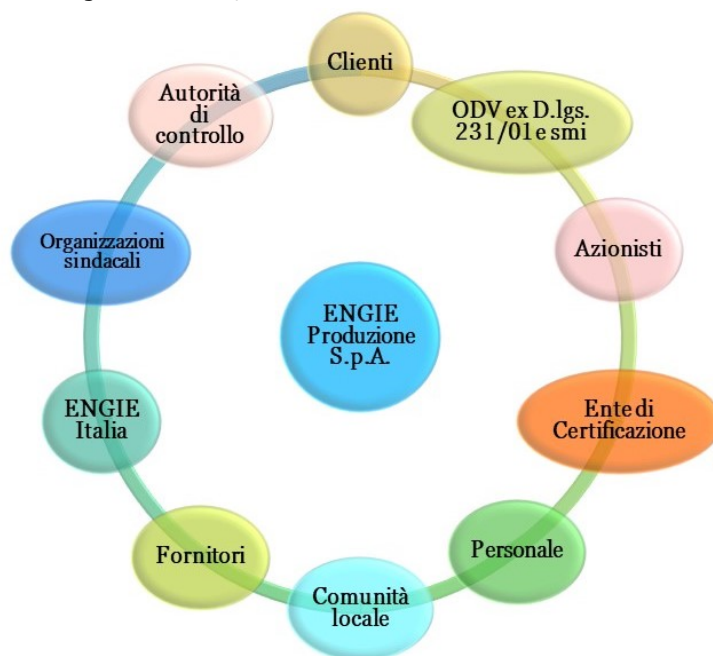 Clienti
ODV ex D.lgs.
231/01 e smi
Azionisti
Ente di
Certificazione
Personale
Comunità
locale
Fornitori
ENGIE
Italia
Organizzazioni
sindacali
Autorità
di
controllo
ENGIE
Produzione
S.p.A.